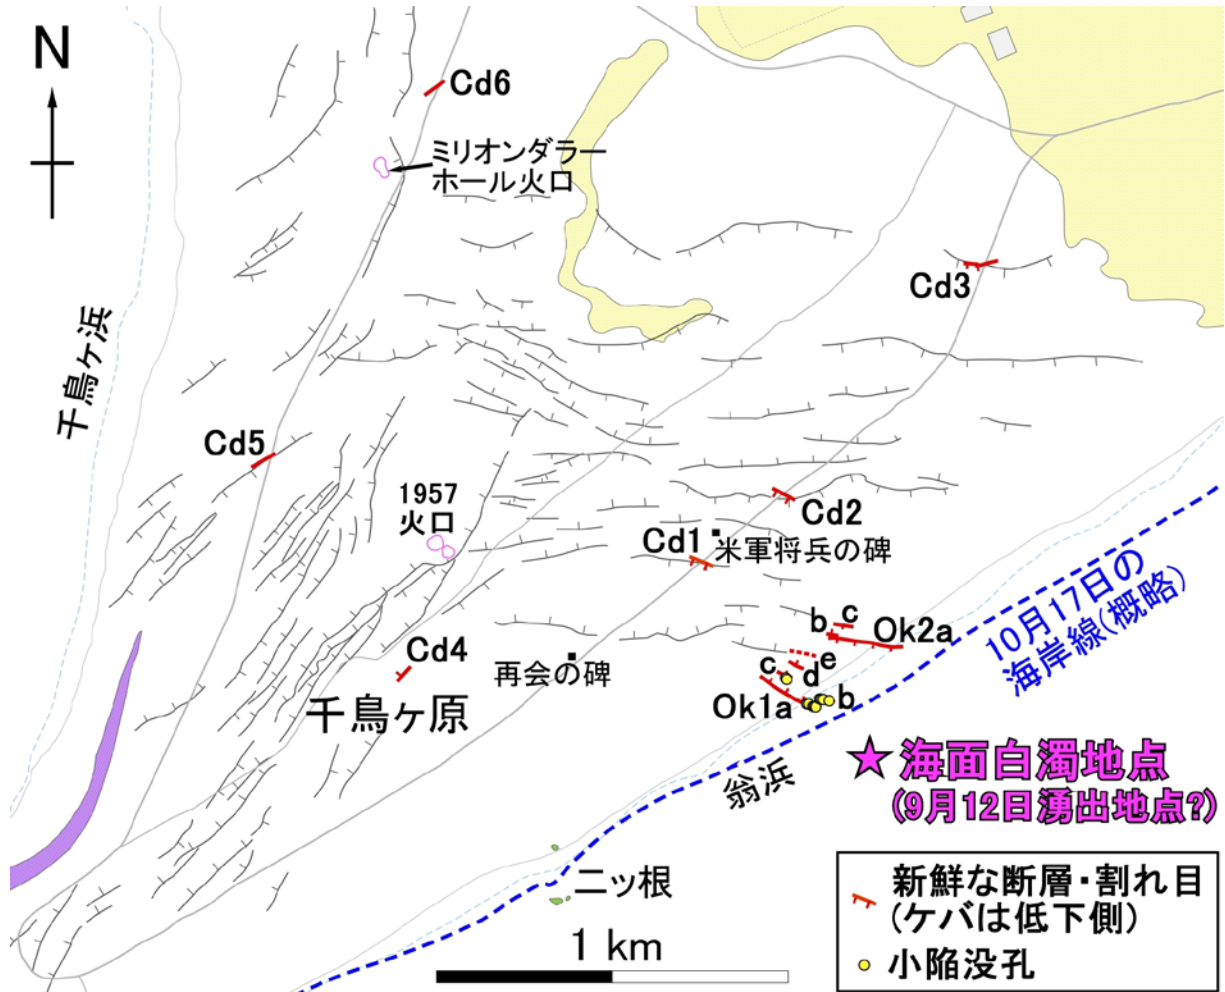 N
Cd6
ミリオンダラー
ホール火口
Cd3
千鳥ヶ浜
Cd5
1957
火口
Cd2
Cd1
米軍将兵の碑
10月17日の
海岸線(概略)
b
c
Ok2a
Cd4
再会の碑
c
d
e
Ok1a
b
千鳥ヶ原
翁浜
★海面白濁地点
(9月12日湧出地点?)
二ッ根
1 km
新鮮な断層・割れ目
(ケバは低下側)
小陥没孔